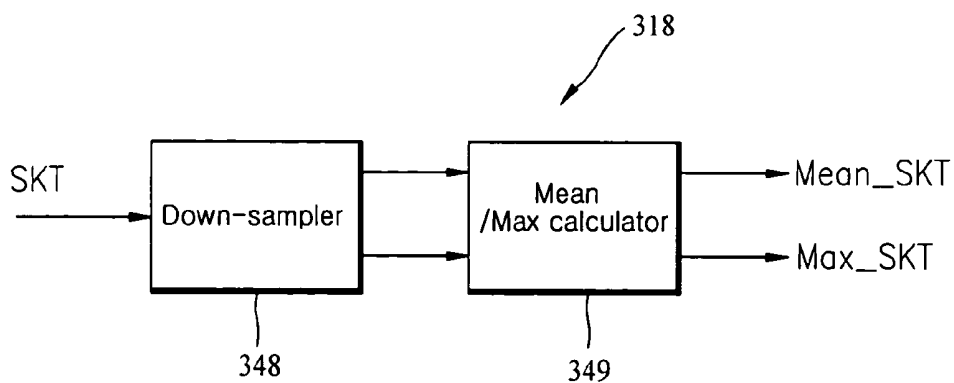 318
SKT
Down-sampler
Mean
/Max calculator
Mean_SKT
Max_SKT
348
349